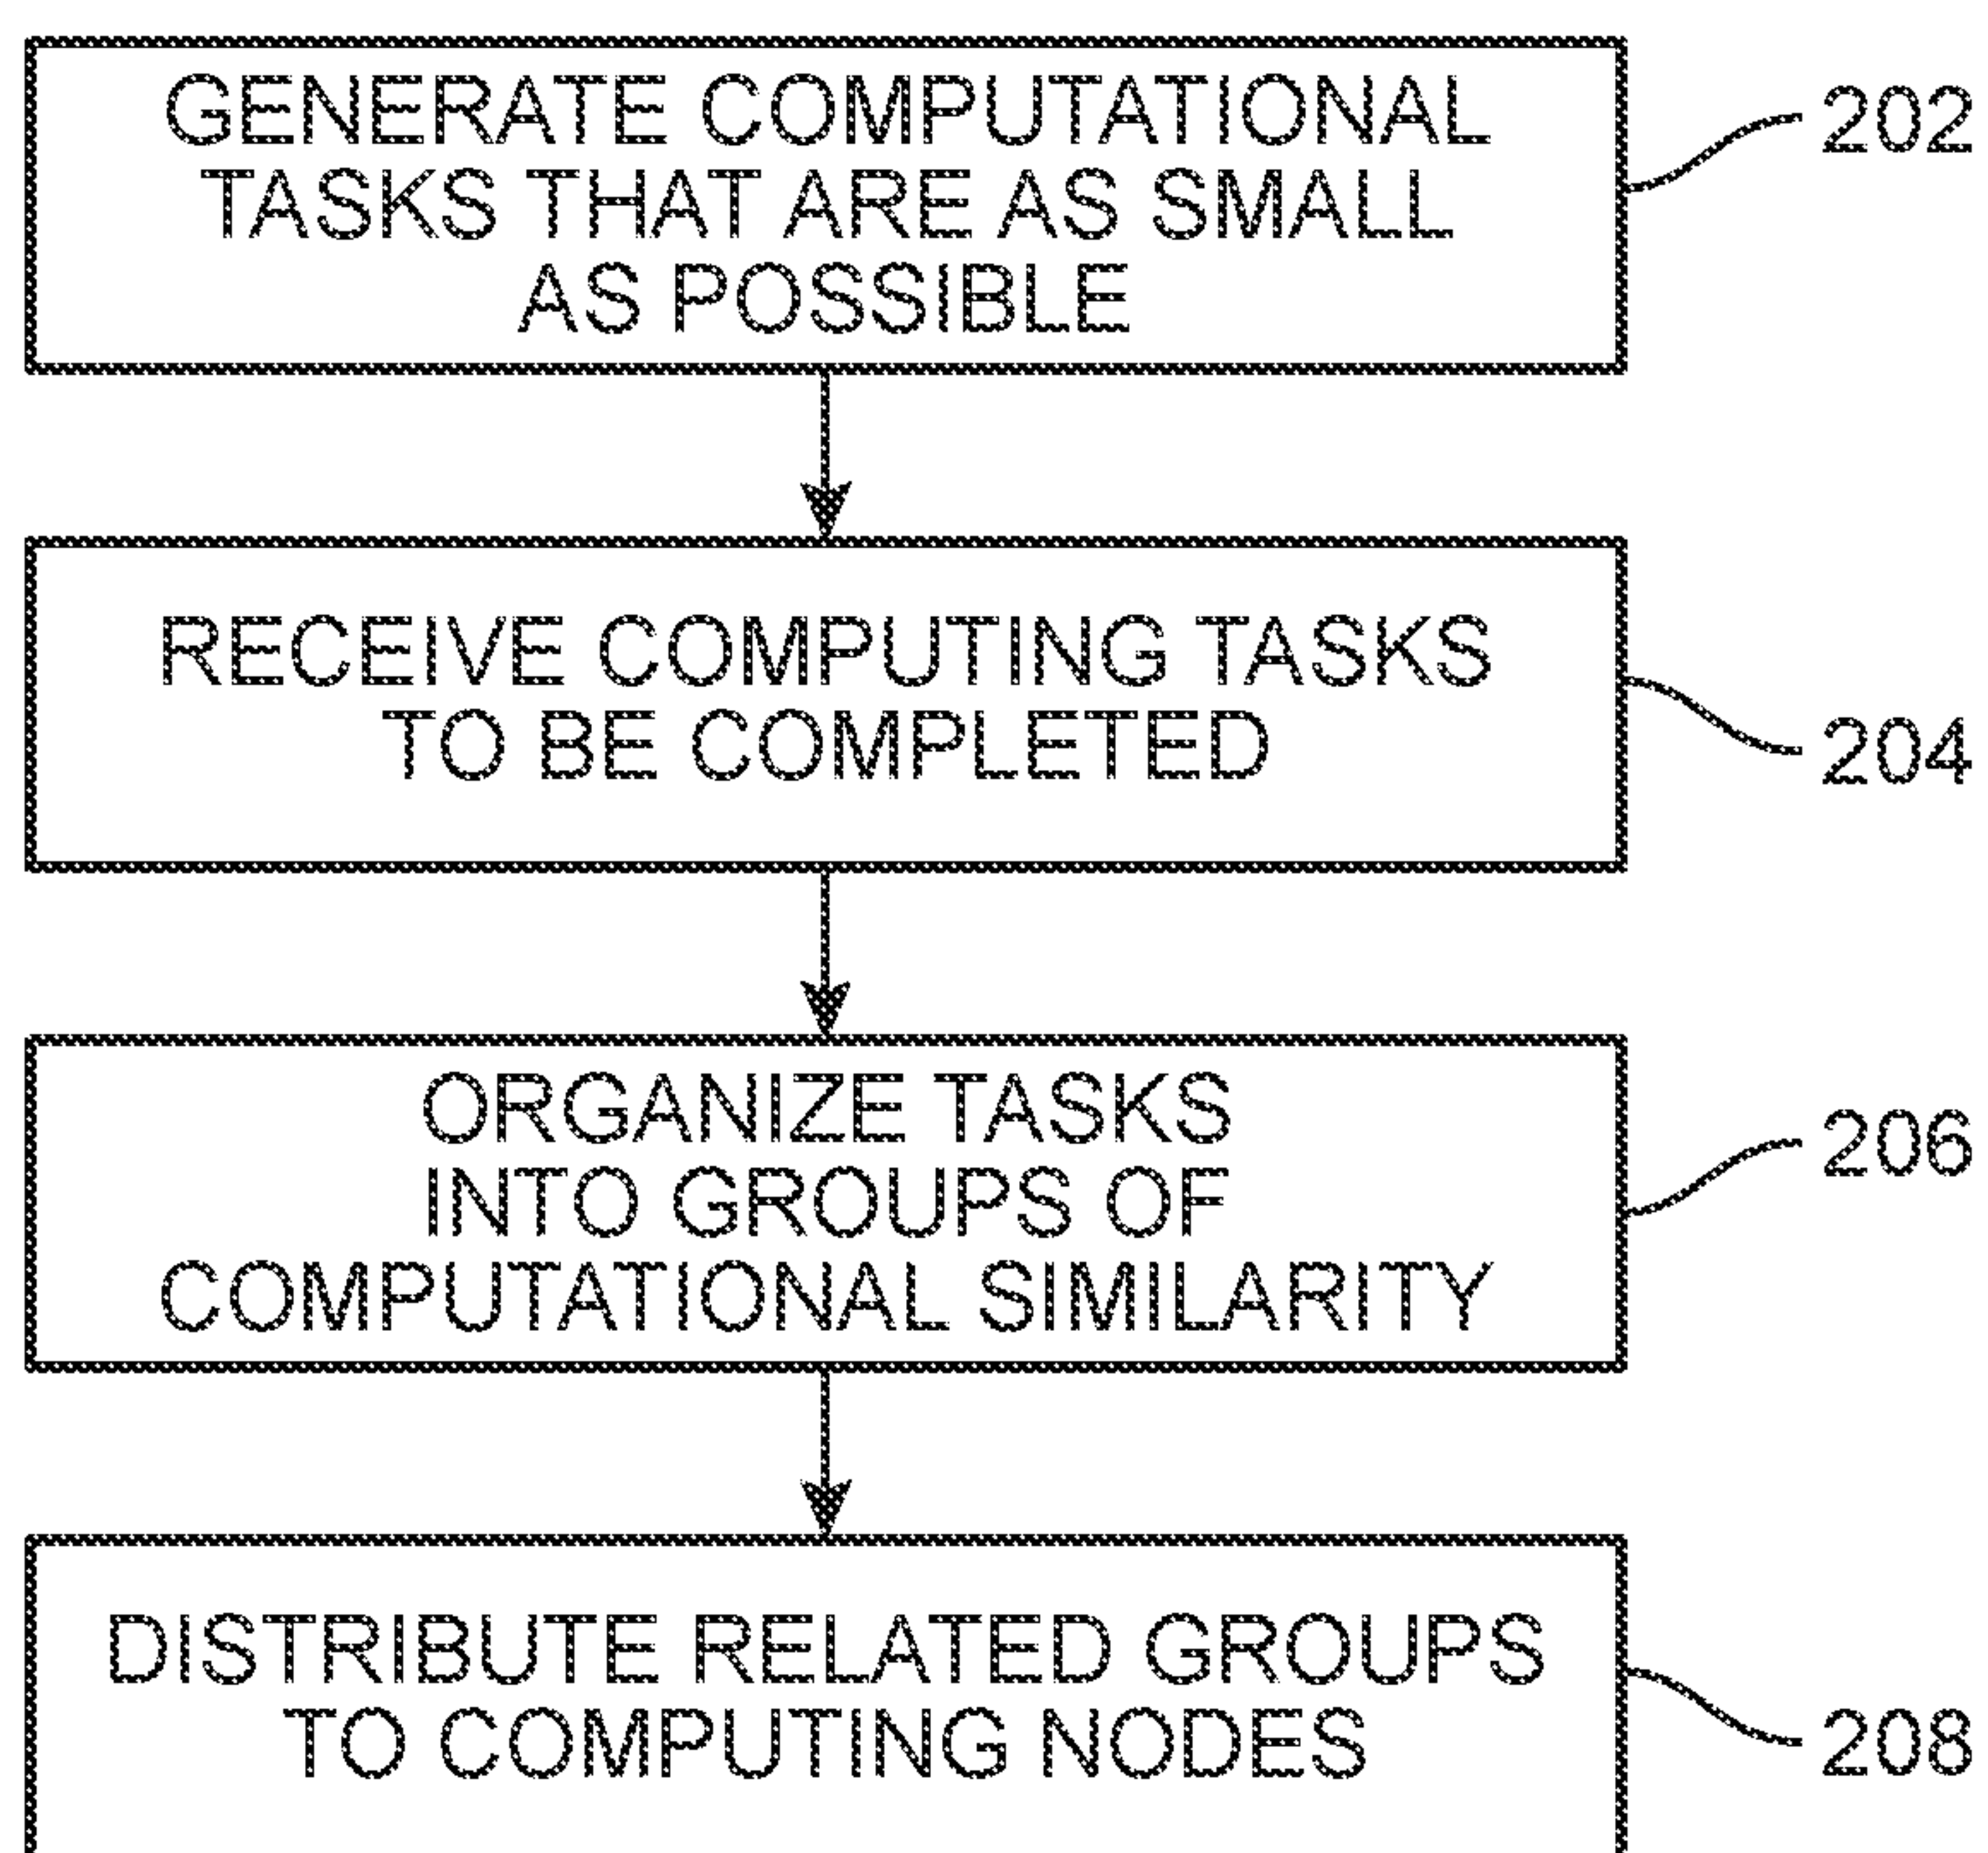 GENERATE COMPUTATIONAL
TASKS THAT ARE AS SMALL
AS POSSIBLE
202
RECEIVE COMPUTING TASKS
TO BE COMPLETED
204
ORGANIZE TASKS
INTO GROUPS OF
COMPUTATIONAL SIMILARITY
206
DISTRIBUTE RELATED GROUPS
TO COMPUTING NODES
208